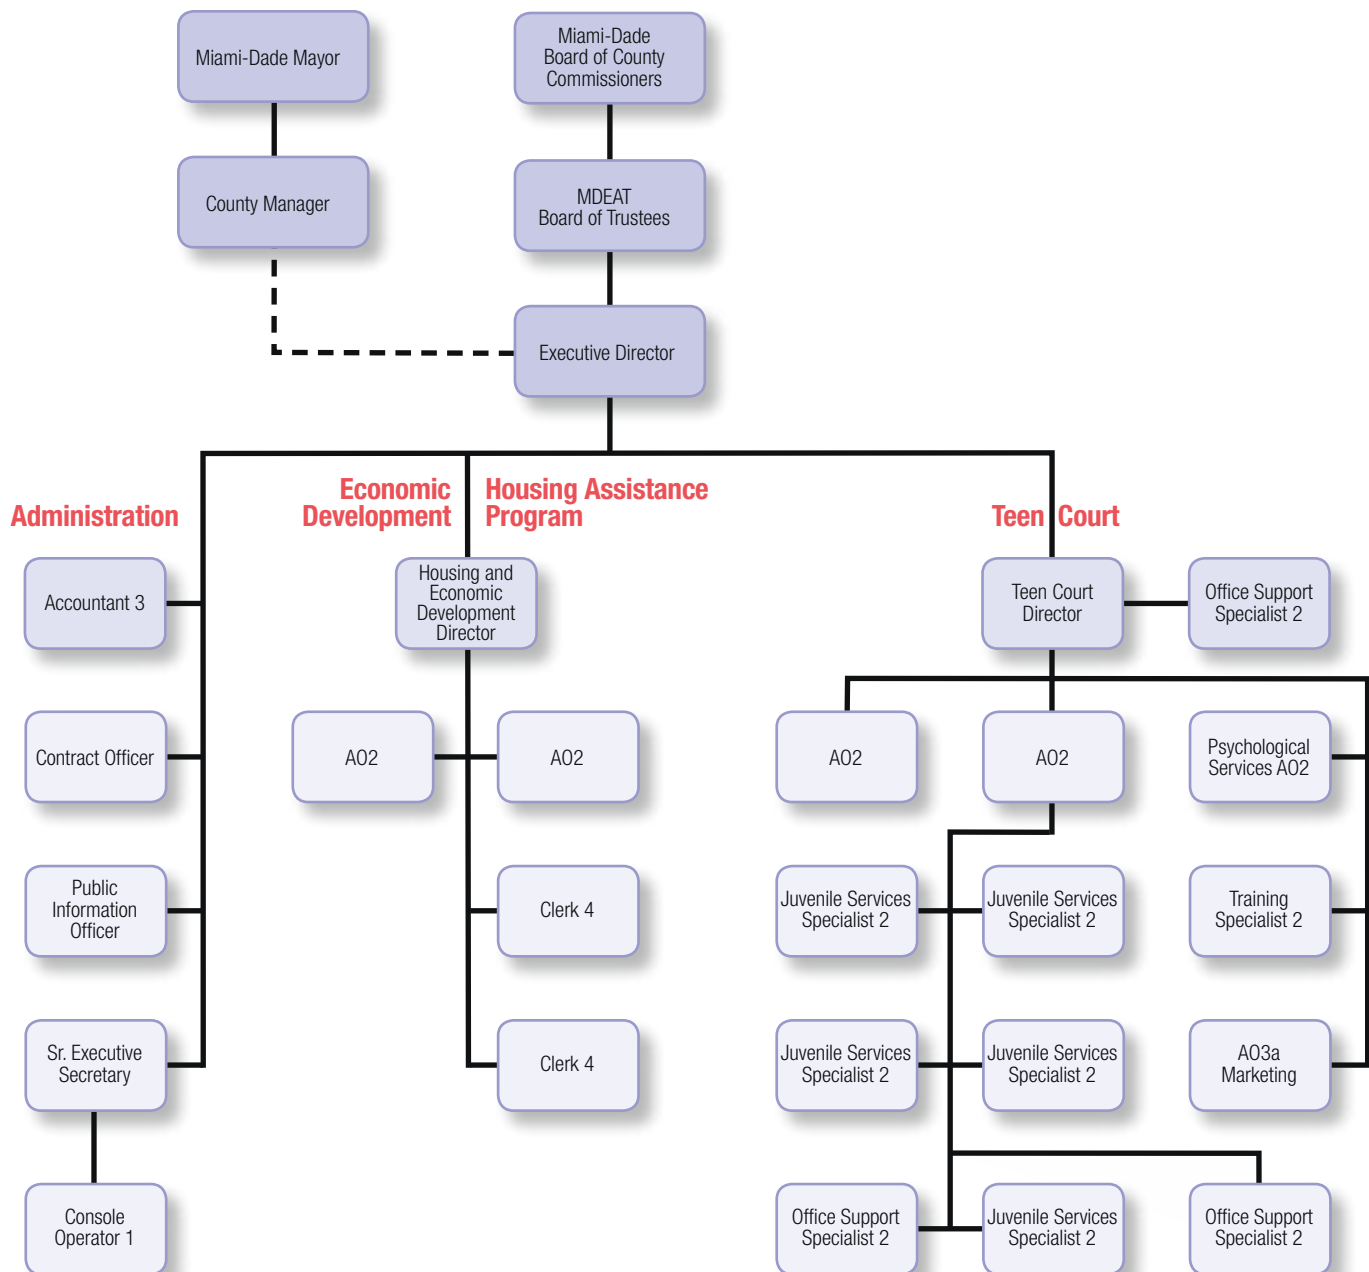 Miami-Dade Mayor
Miami-Dade
Board of County
Commissioners
County Manager
MDEAT
Board of Trustees
Executive Director
Administration
Economic
Development
Housing Assistance
Program
Teen Court
Accountant 3
Housing and
Economic
Development
Director
Teen Court
Director
Office Support
Specialist 2
Contract Officer
AO2
AO2
AO2
AO2
Psychological
Services AO2
Public
Information
Officer
Clerk 4
Juvenile Services
Specialist 2
Juvenile Services
Specialist 2
Training
Specialist 2
Sr. Executive
Secretary
Clerk 4
Juvenile Services
Specialist 2
Juvenile Services
Specialist 2
AO3a
Marketing
Console
Operator 1
Office Support
Specialist 2
Juvenile Services
Specialist 2
Office Support
Specialist 2